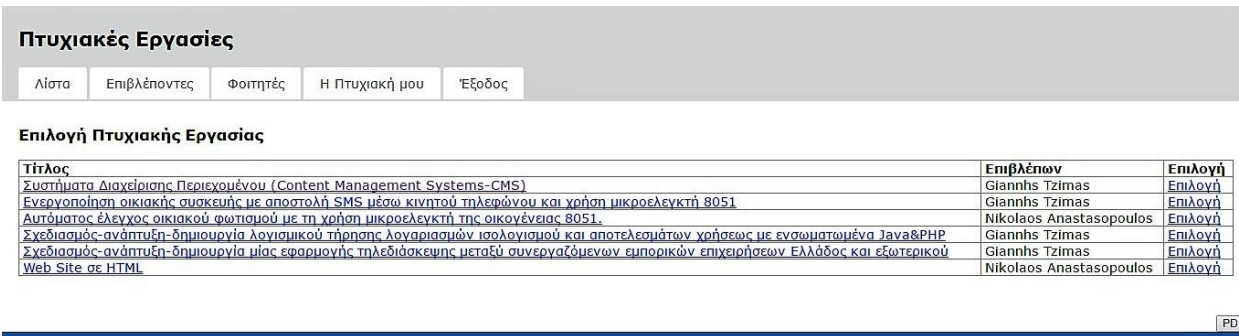 Πτυχιακές Εργασίες
Λίστα Επιβλέποντες Φοιτητές Η Πτυχιακή μου Έξοδος
Επιλογή Πτυχιακής Εργασίας
Τίτλος Επιβλέπων Επιλογή
Συστήματα Διαχείρισης Περιεχομένου (Content Management Systems-CMS) Giannhs Tzimas Επιλογή
Ενεργοποίηση οικιακής συσκευής με αποστολή SMS μέσω κινητού τηλεφώνου και χρήση μικροελεγκτή 8051 Giannhs Tzimas Επιλογή
Αυτόματος έλεγχος οικιακού φωτισμού με τη χρήση μικροελεγκτή της οικογένειας 8051. Nikolaos Anastasopoulos Επιλογή
Σχεδιασμός-ανάπτυξη-δημιουργία λογισμικού τήρησης λογαριασμών ισολογισμού και αποτελεσμάτων χρήσεως με ενσωματωμένα Java&PHP Giannhs Tzimas Επιλογή
Σχεδιασμός-ανάπτυξη-δημιουργία μίας εφαρμογής τηλεδιάσκεψης μεταξύ συνεργαζόμενων εμπορικών επιχειρήσεων Ελλάδος και εξωτερικού Giannhs Tzimas Επιλογή
Web Site σε HTML Nikolaos Anastasopoulos Επιλογή
PD